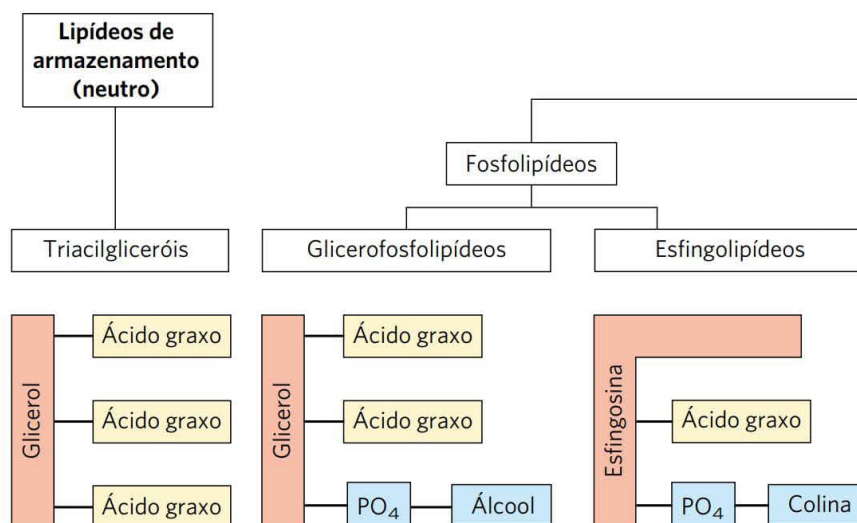 Lipídeos de
armazenamento
(neutro)
Fosfolipídeos
Triacilgliceróis
Glicerofosfolipídeos
Esfingolipídeos
Glicerol
Ácido graxo
Ácido graxo
Ácido graxo
Glicerol
Ácido graxo
Ácido graxo
PO₄
Álcool
Esfingosina
Ácido graxo
PO₄
Colina